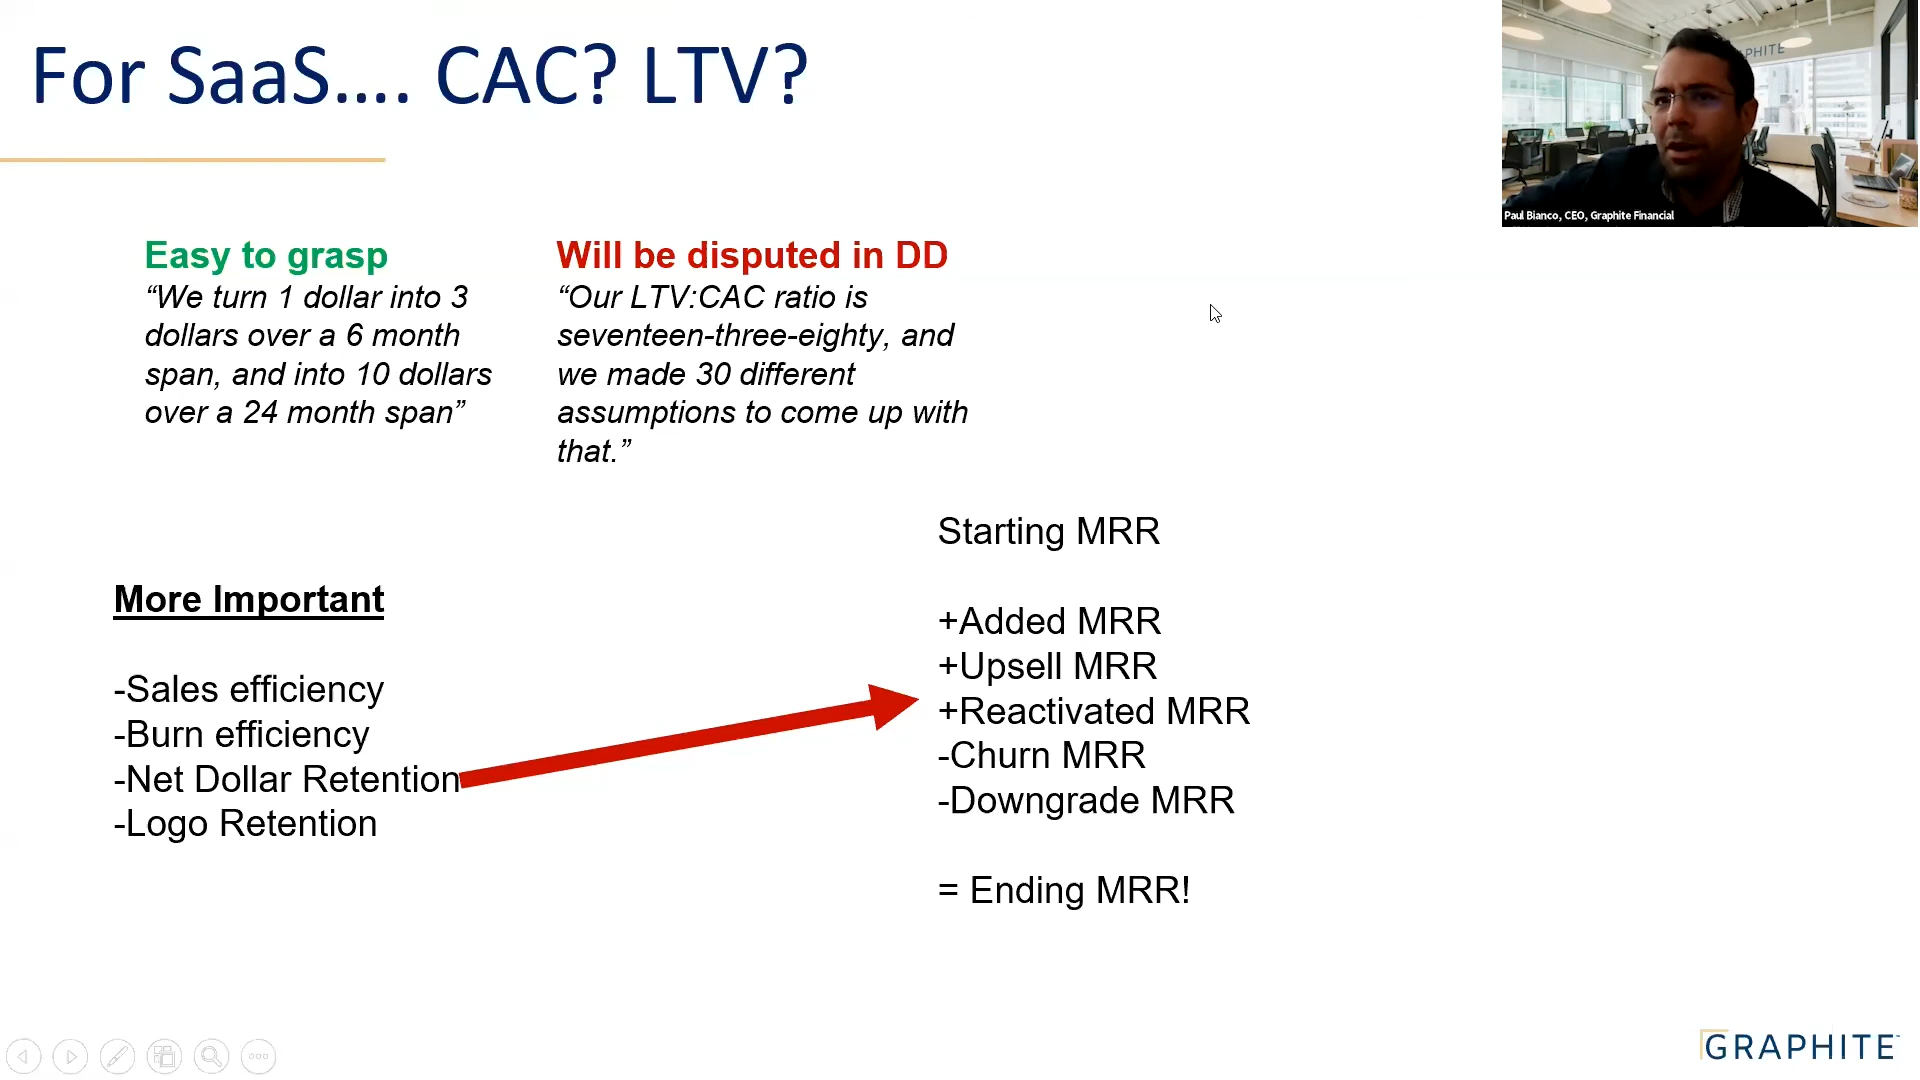 For SaaS.... CAC? LTV?
PHITE
Paul Bianco, CEO, Graphite Financial
Easy to grasp
“We turn 1 dollar into 3
dollars over a 6 month
span, and into 10 dollars
over a 24 month span”
Will be disputed in DD
“Our LTV:CAC ratio is
seventeen-three-eighty, and
we made 30 different
assumptions to come up with
that.”
More Important
-Sales efficiency
-Burn efficiency
-Net Dollar Retention
-Logo Retention
Starting MRR
+Added MRR
+Upsell MRR
+Reactivated MRR
-Churn MRR
-Downgrade MRR
= Ending MRR!
GRAPHITE